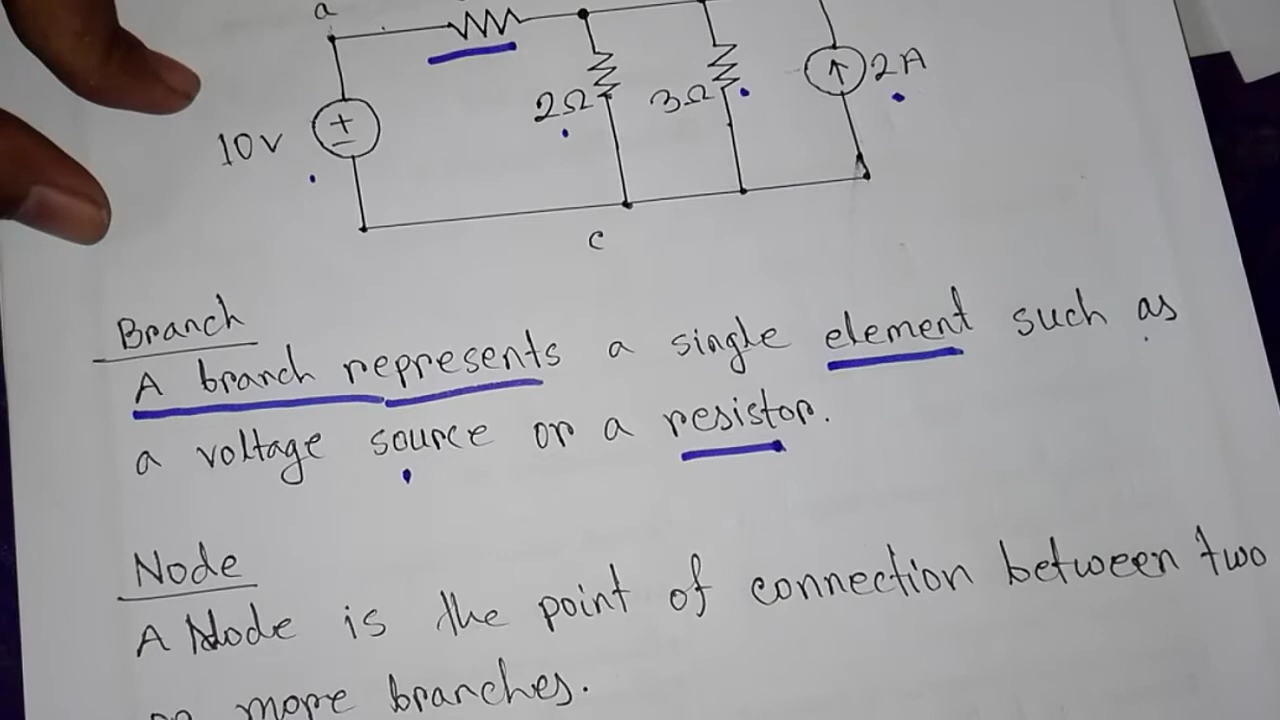 a
2Ω
3Ω
2A
10v
+
−
c
Branch
A branch represents a single element such as
a voltage source or a resistor.
Node
A Node is the point of connection between two
or more branches.